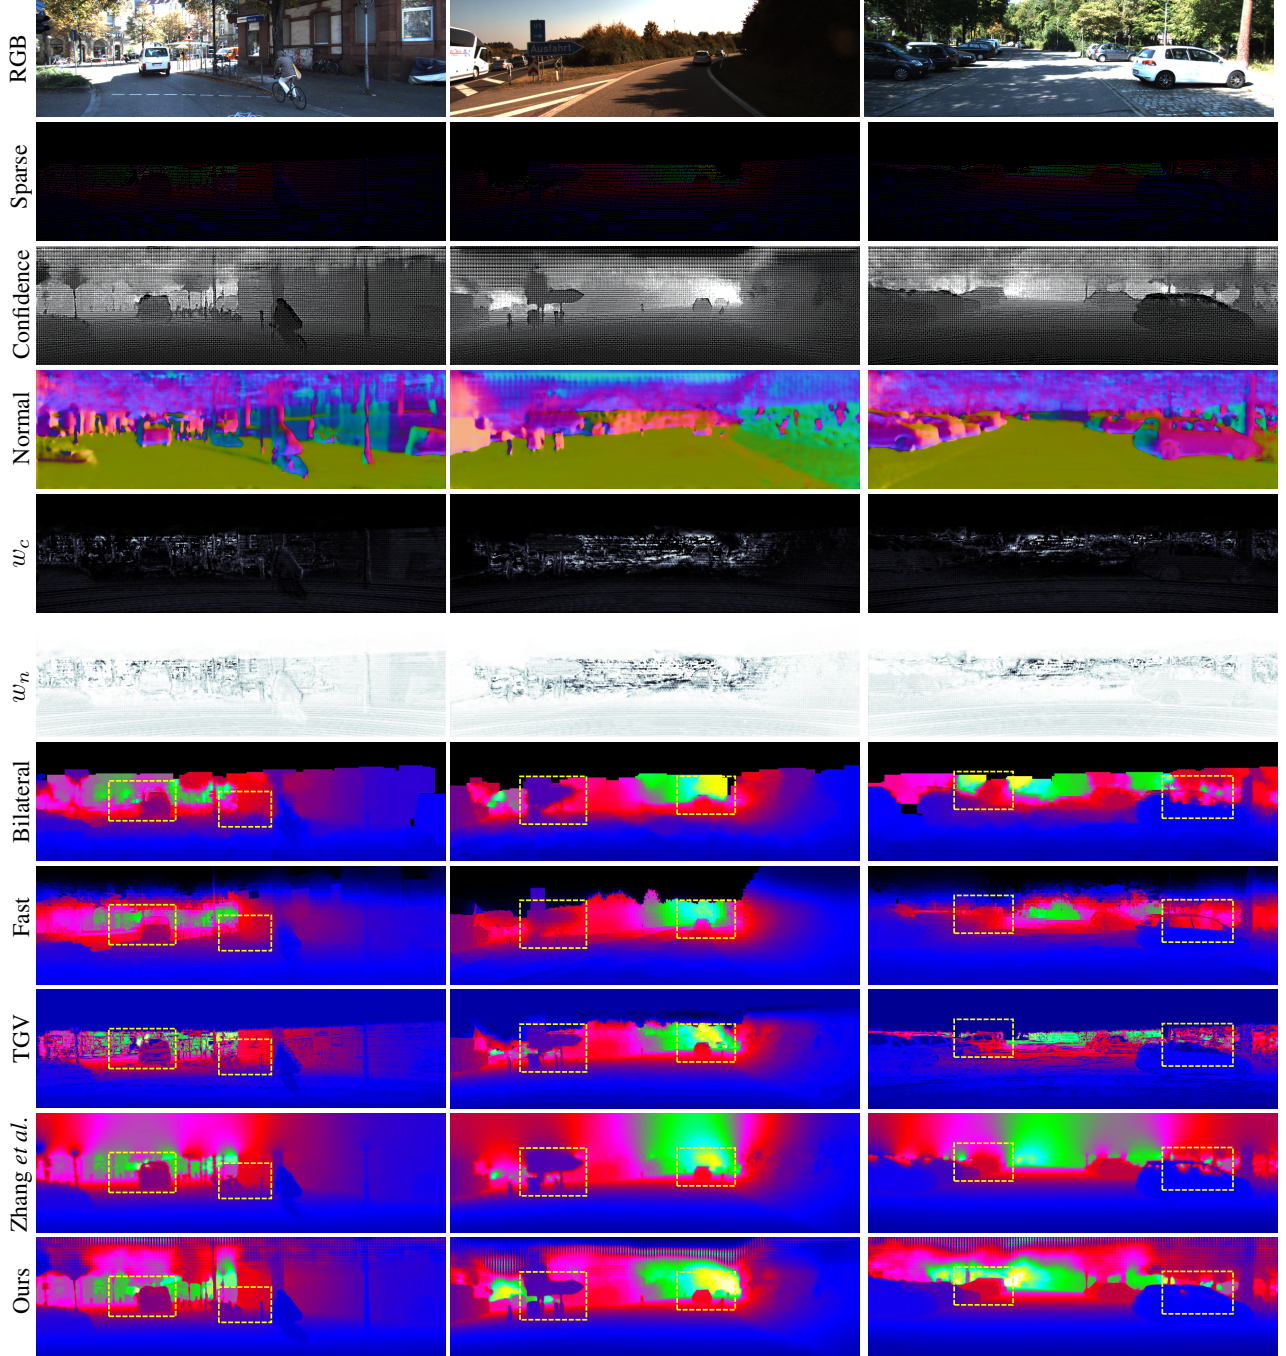 RGB
Ausfahrt
Sparse
Confidence
Normal
w_c
w_n
Bilateral
Fast
TGV
Zhang et al.
Ours